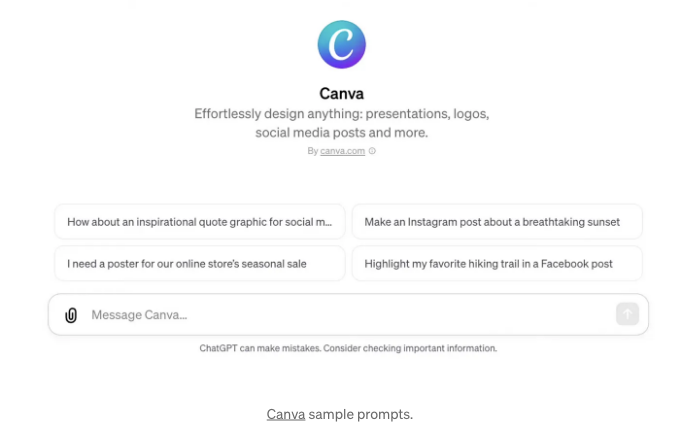 C
Canva
Effortlessly design anything: presentations, logos,
social media posts and more.
By canva.com
How about an inspirational quote graphic for social m...
Make an Instagram post about a breathtaking sunset
I need a poster for our online store's seasonal sale
Highlight my favorite hiking trail in a Facebook post
Message Canva...
ChatGPT can make mistakes. Consider checking important information.
Canva sample prompts.